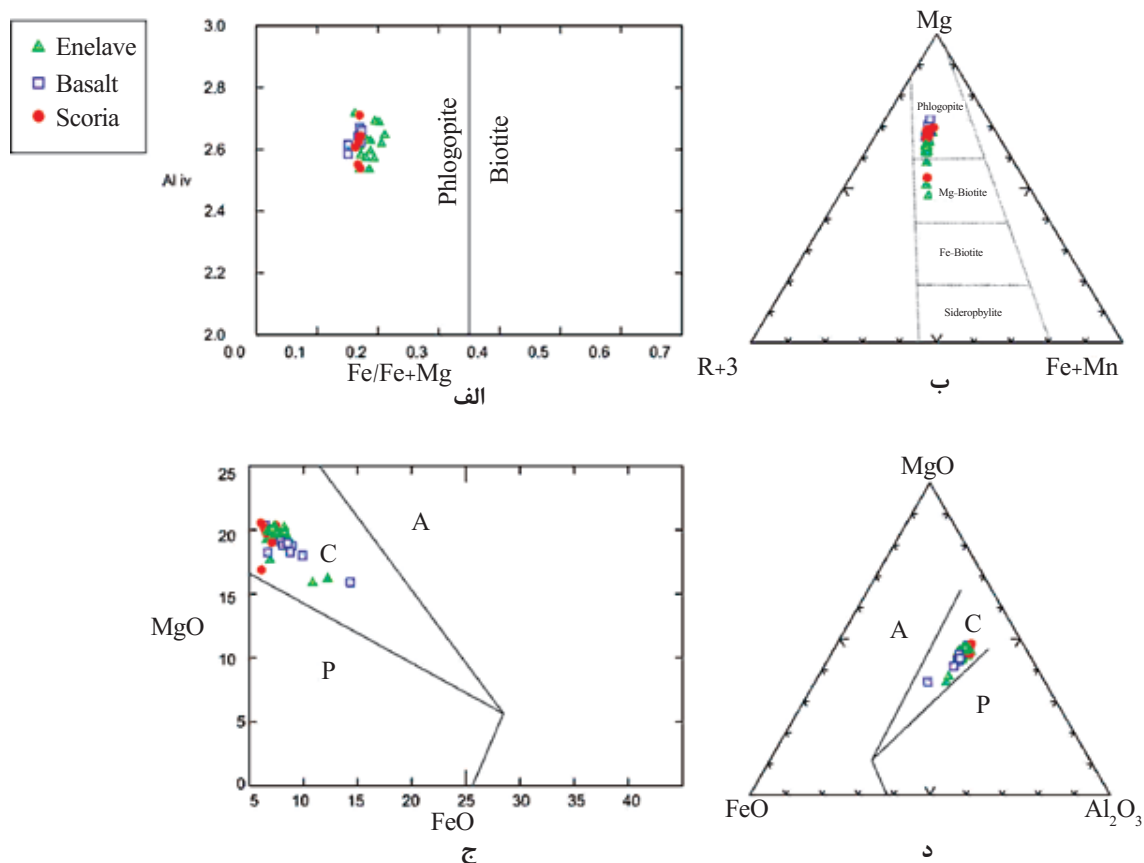 Enelave
Basalt
Scoria
3.0
2.8
2.6
Al iv
2.4
2.2
2.0
Phlogopite
Biotite
0.0 0.1 0.2 0.3 0.4 0.4 0.6 0.7
Fe/Fe+Mg
الف
Mg
Phlogopite
Mg-Biotite
Fe-Biotite
Sideropbylite
R+3
Fe+Mn
ب
25
20
15
MgO
10
5
0
A
C
P
5 10 15 20 25 28 35 40
FeO
ج
MgO
A
C
P
FeO
Al₂O₃
د